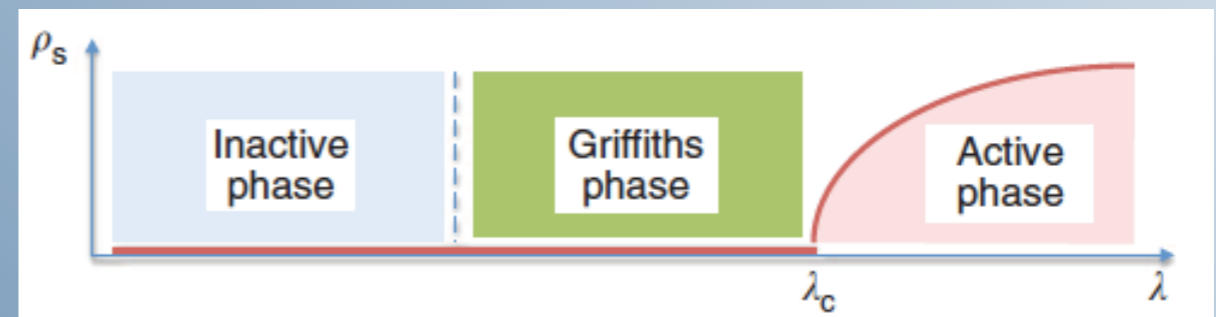 ρs
Inactive
phase
Griffiths
phase
Active
phase
λc
λ